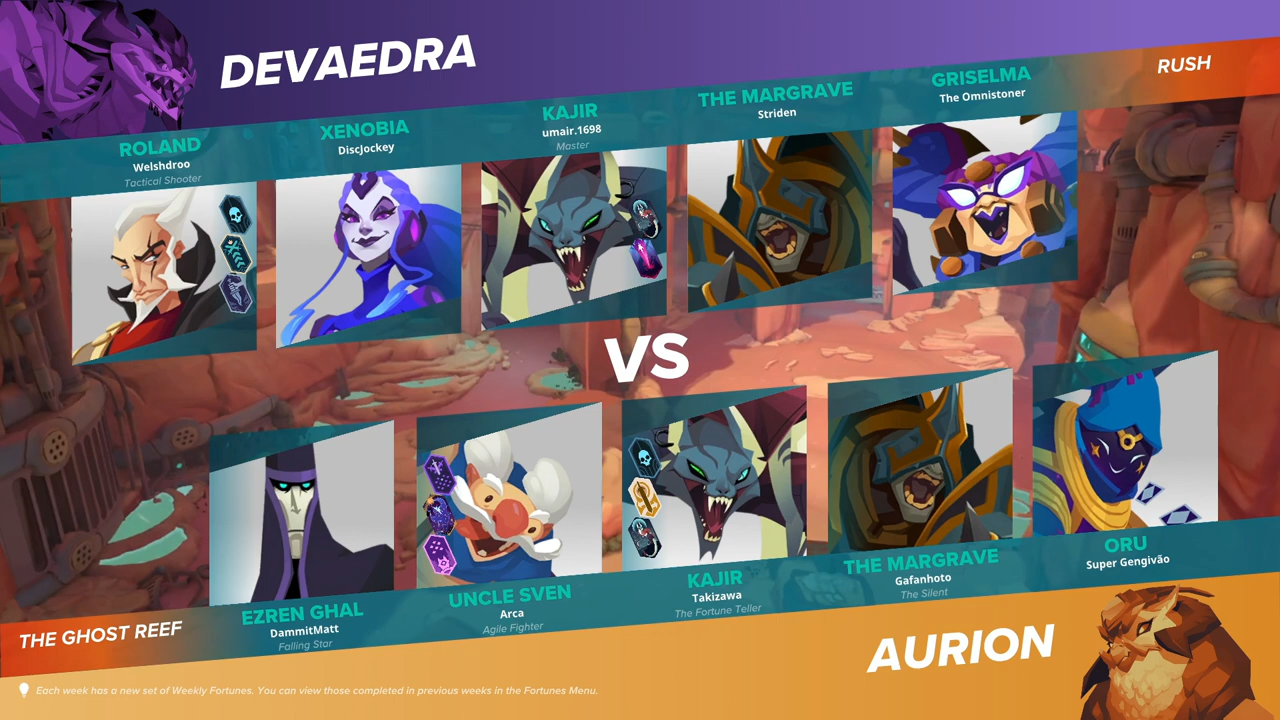 DEVAEDRA
RUSH
ROLAND
Welshdroo
Tactical Shooter
XENOBIA
DiscJockey
KAJIR
umair.1698
Master
THE MARGRAVE
Striden
GRISELMA
The Omnistoner
VS
EZREN GHAL
DammitMatt
Falling Star
UNCLE SVEN
Arca
Agile Fighter
KAJIR
Takizawa
The Fortune Teller
THE MARGRAVE
Gafanhoto
The Silent
ORU
Super Gengivão
THE GHOST REEF
AURION
Each week has a new set of Weekly Fortunes. You can view those completed in previous weeks in the Fortunes Menu.